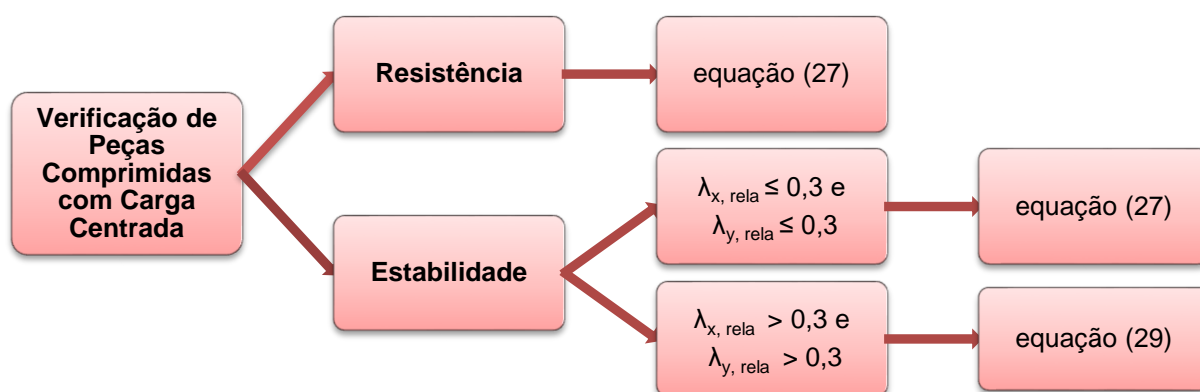 Verificação de
Peças
Comprimidas
com Carga
Centrada
Resistência
equação (27)
Estabilidade
λx, rela ≤ 0,3 e
λy, rela ≤ 0,3
equação (27)
λx, rela > 0,3 e
λy, rela > 0,3
equação (29)